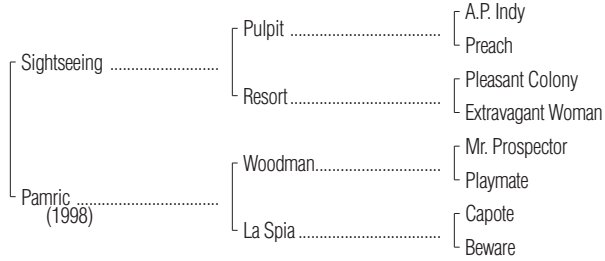 A.P. Indy
Pulpit ........................................
Preach
Sightseeing ............................
Pleasant Colony
Resort........................................
Extravagant Woman
Mr. Prospector
Woodman.................................
Playmate
Pamric .....................................
(1998)
Capote
La Spia .....................................
Beware